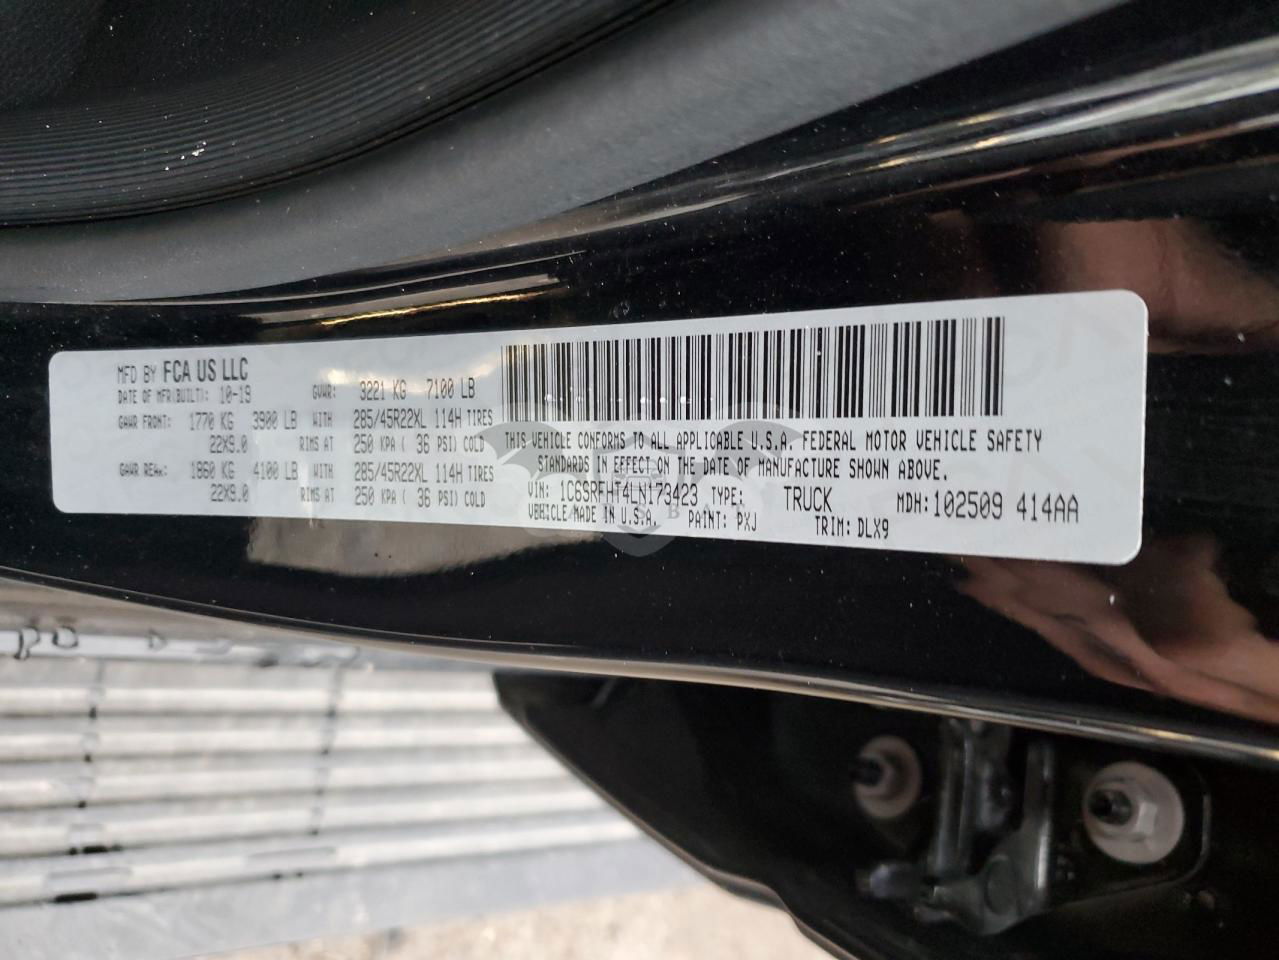 MFD BY FCA US LLC
DATE OF MFR(BUILT): 10-19 GVWR: 3221 KG 7100 LB
GAWR FRONT: 1770 KG 3900 LB WITH 285/45R22XL 114H TIRES
22X9.0 RIMS AT 250 KPA ( 36 PSI) COLD
GAWR REAR: 1860 KG 4100 LB WITH 285/45R22XL 114H TIRES
22X9.0 RIMS AT 250 KPA ( 36 PSI) COLD
THIS VEHICLE CONFORMS TO ALL APPLICABLE U.S.A. FEDERAL MOTOR VEHICLE SAFETY
STANDARDS IN EFFECT ON THE DATE OF MANUFACTURE SHOWN ABOVE.
VIN: 1C6SRFHT4LN173423 TYPE: TRUCK MDH:102509 414AA
VEHICLE MADE IN U.S.A. PAINT: PXJ TRIM: DLX9